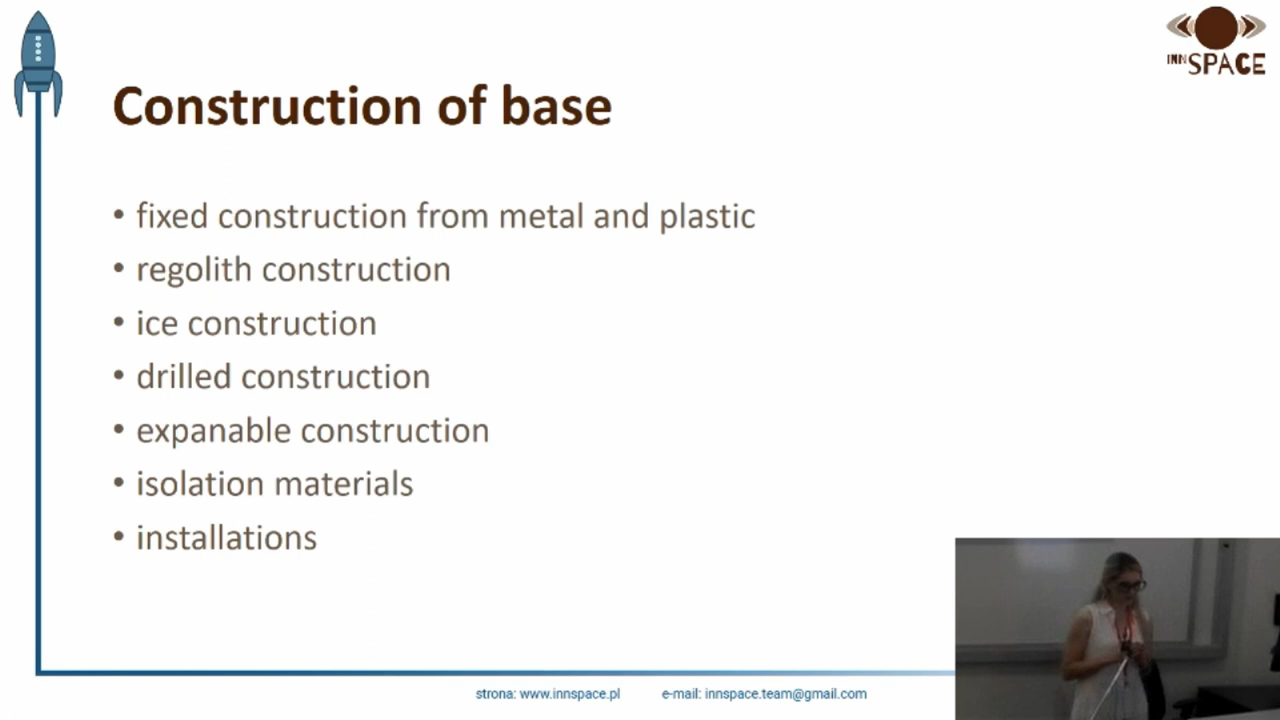 INNSPACE
Construction of base
• fixed construction from metal and plastic
• regolith construction
• ice construction
• drilled construction
• expanable construction
• isolation materials
• installations
strona: www.innspace.pl e-mail: innspace.team@gmail.com